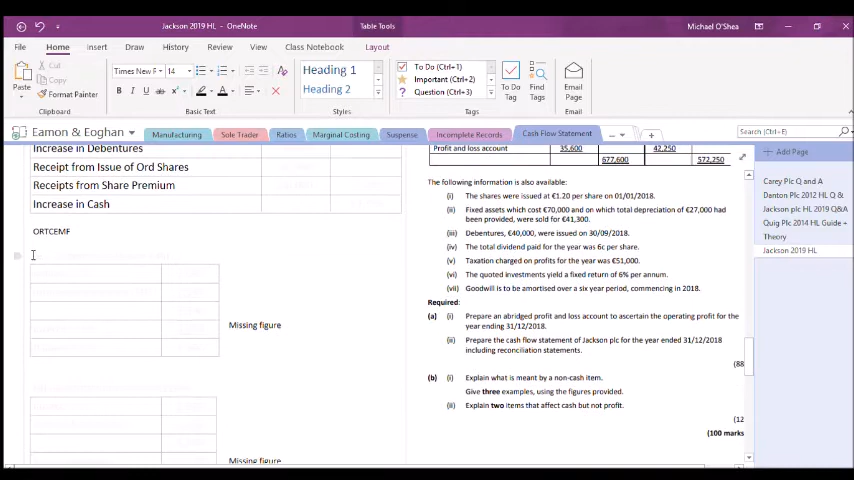 Jackson 2019 HL - OneNote
Table Tools
Michael O'Shea
File
Home
Insert
Draw
History
Review
View
Class Notebook
Layout
Paste
Cut
Copy
Format Painter
Clipboard
Times New R
14
B I U
Basic Text
Heading 1
Heading 2
Styles
To Do (Ctrl+1)
Important (Ctrl+2)
Question (Ctrl+3)
Tags
To Do
Tag
Find
Tags
Email
Page
Email
Eamon & Eoghan
Manufacturing
Sole Trader
Ratios
Marginal Costing
Suspense
Incomplete Records
Cash Flow Statement
Search (Ctrl+E)
Increase in Debentures
Receipt from Issue of Ord Shares
Receipts from Share Premium
Increase in Cash
ORTCEMF
Missing figure
Missing figure
Profit and loss account 35,600 42,250
677,600 572,250
The following information is also available:
(i) The shares were issued at €1.20 per share on 01/01/2018.
(ii) Fixed assets which cost €70,000 and on which total depreciation of €27,000 had
been provided, were sold for €41,300.
(iii) Debentures, €40,000, were issued on 30/09/2018.
(iv) The total dividend paid for the year was 6c per share.
(v) Taxation charged on profits for the year was €51,000.
(vi) The quoted investments yield a fixed return of 6% per annum.
(vii) Goodwill is to be amortised over a six year period, commencing in 2018.
Required:
(a) (i) Prepare an abridged profit and loss account to ascertain the operating profit for the
year ending 31/12/2018.
(ii) Prepare the cash flow statement of Jackson plc for the year ended 31/12/2018
including reconciliation statements.
(88
(b) (i) Explain what is meant by a non-cash item.
Give three examples, using the figures provided.
(ii) Explain two items that affect cash but not profit.
(12
(100 marks
Add Page
Carey Plc Q and A
Danton Plc 2012 HL Q &
Jackson plc HL 2019 Q&A
Quig Plc 2014 HL Guide +
Theory
Jackson 2019 HL